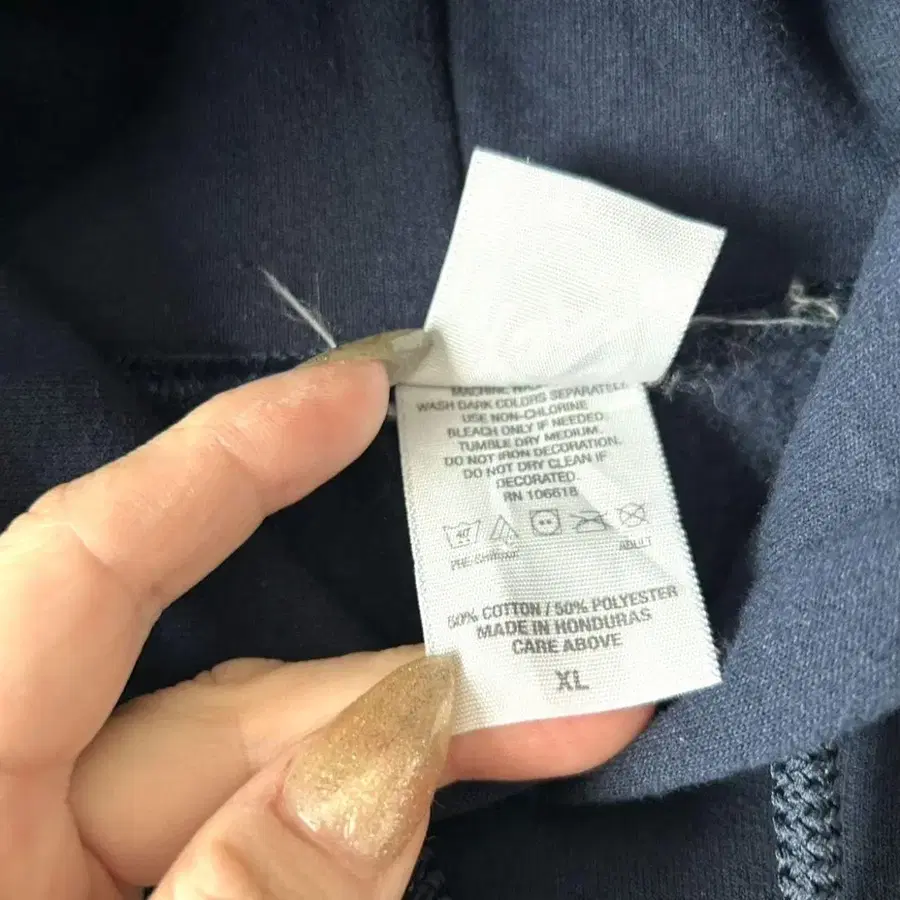 MACHINE WASH
WASH DARK COLORS SEPARATELY.
USE NON-CHLORINE
BLEACH ONLY IF NEEDED.
TUMBLE DRY MEDIUM.
DO NOT IRON DECORATION.
DO NOT DRY CLEAN IF
DECORATED.
RN 106618
40
PRE-SHRUNK ADULT
50% COTTON / 50% POLYESTER
MADE IN HONDURAS
CARE ABOVE
XL